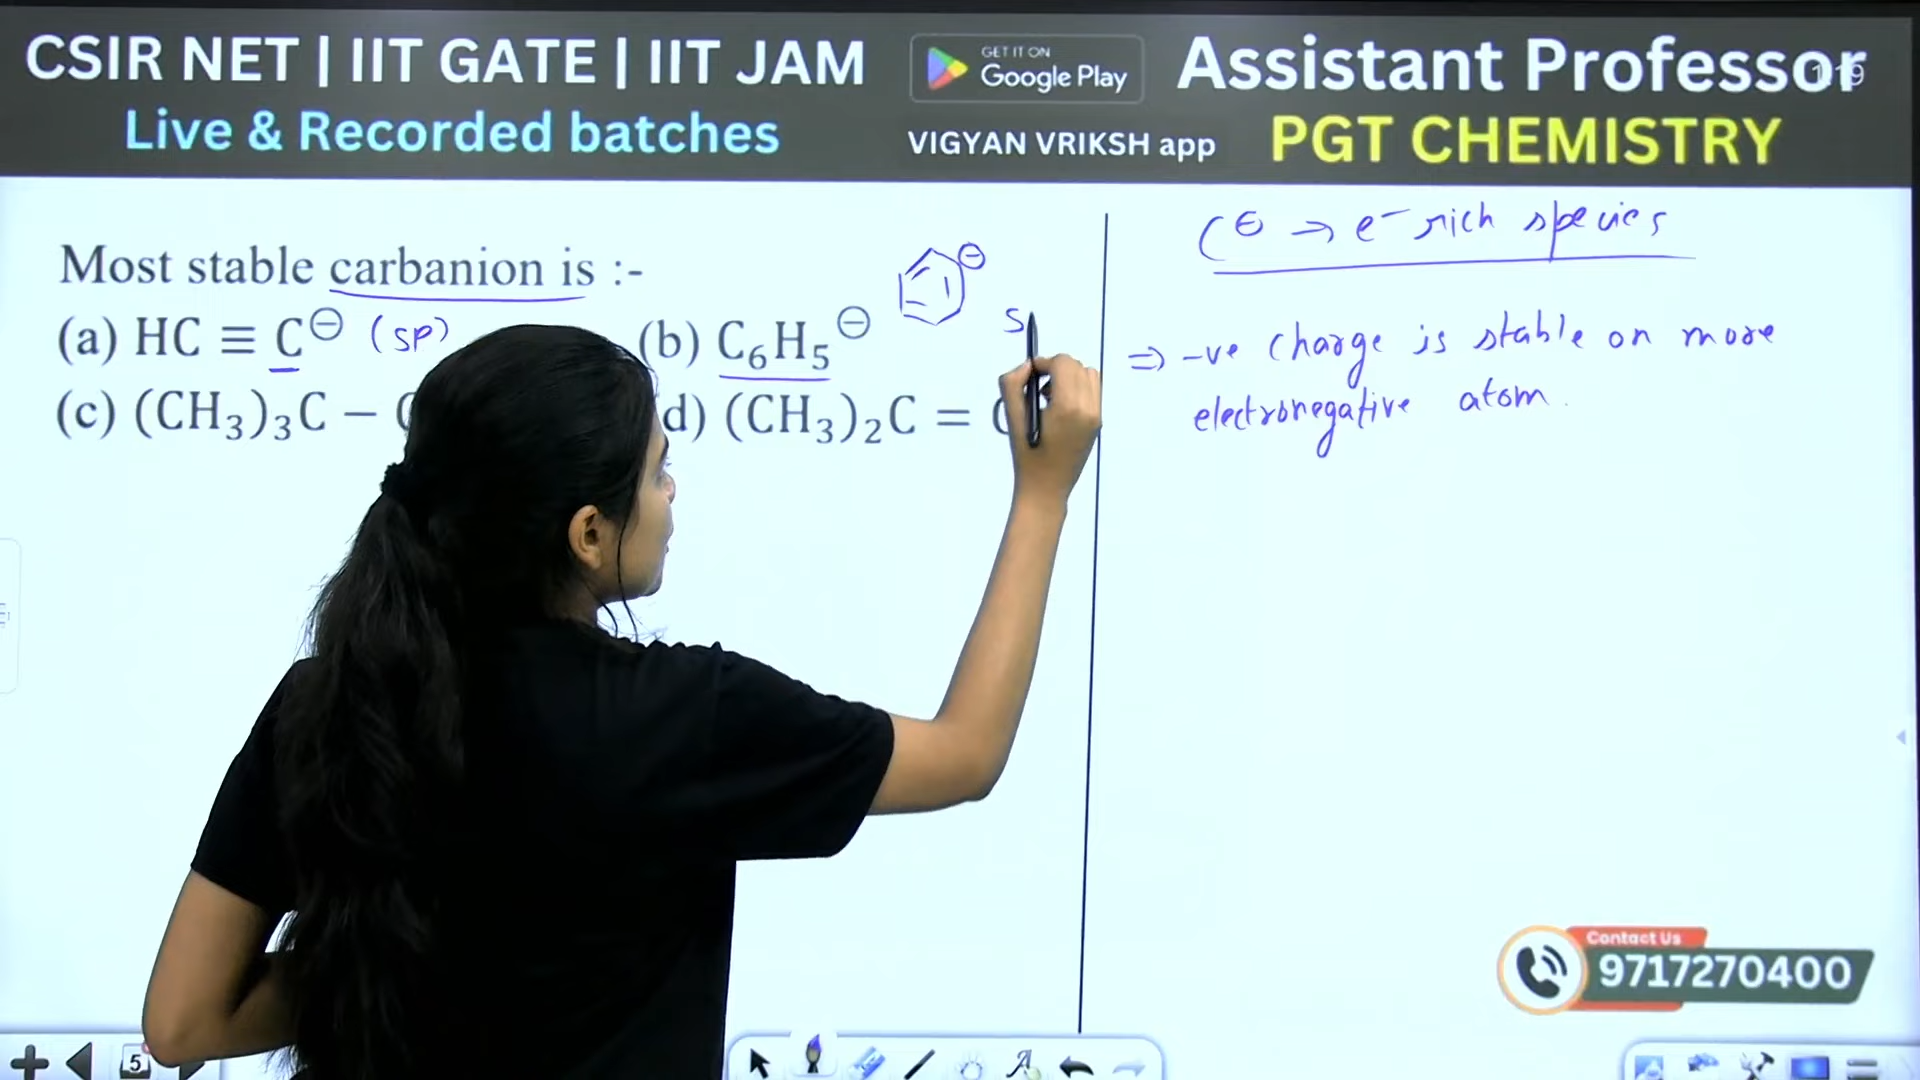 CSIR NET | IIT GATE | IIT JAM
Live & Recorded batches
GET IT ON
Google Play
VIGYAN VRIKSH app
Assistant Professor
PGT CHEMISTRY
Most stable carbanion is :-
(a) HC ≡ C⊖ (sp)
(b) C₆H₅⊖
⊖
S
(c) (CH₃)₃C −
(d) (CH₃)₂C =
C⊖ ⇒ e⁻ rich species
⇒ -ve charge is stable on more
electronegative atom.
Contact Us
9717270400
5